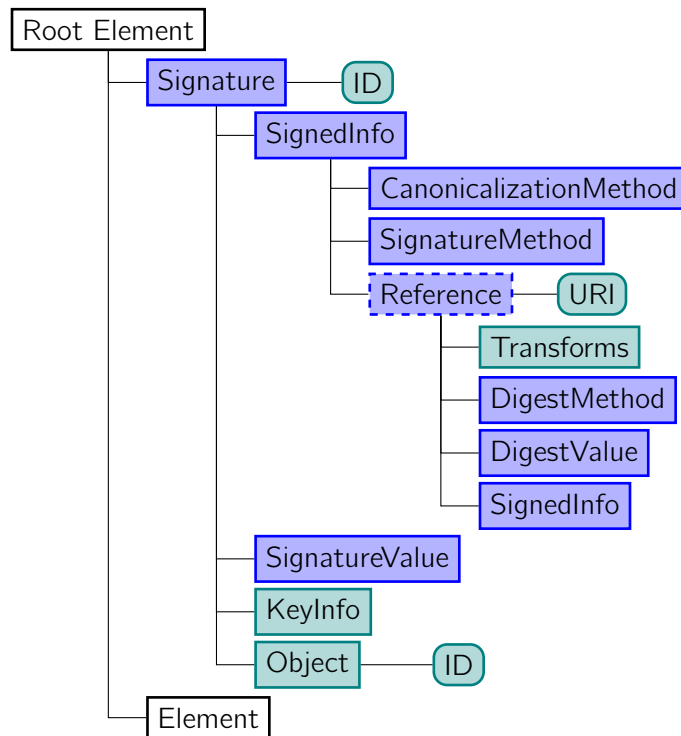 Root Element
Signature ID
SignedInfo
CanonicalizationMethod
SignatureMethod
Reference URI
Transforms
DigestMethod
DigestValue
SignedInfo
SignatureValue
KeyInfo
Object ID
Element